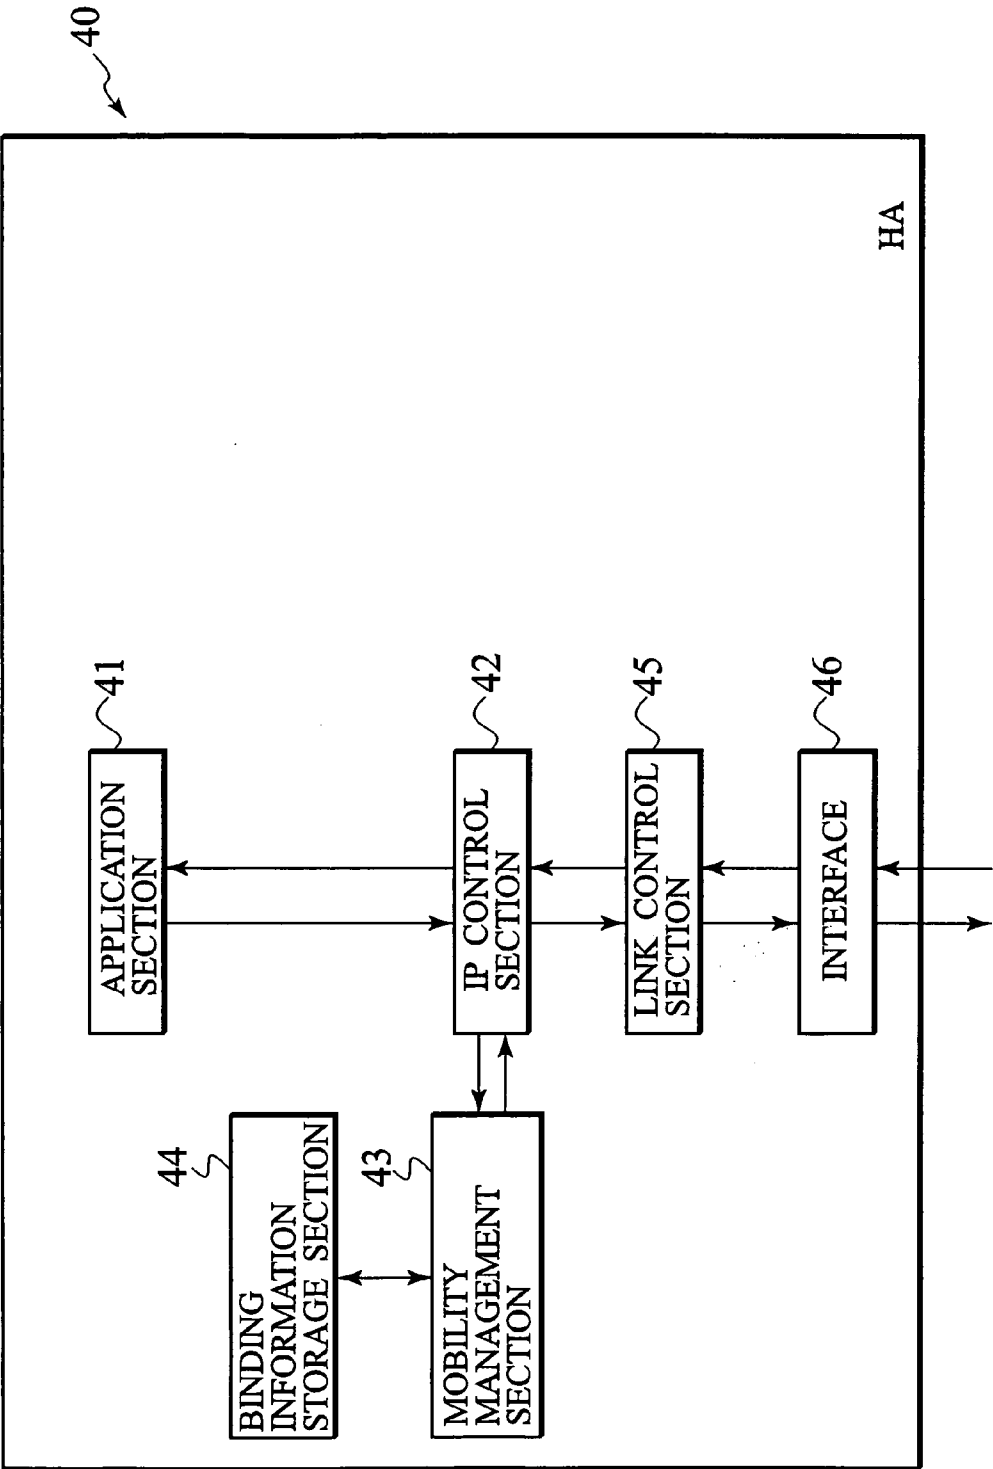 40
HA
41
APPLICATION
SECTION
42
IP CONTROL
SECTION
45
LINK CONTROL
SECTION
46
INTERFACE
44
BINDING
INFORMATION
STORAGE SECTION
43
MOBILITY
MANAGEMENT
SECTION